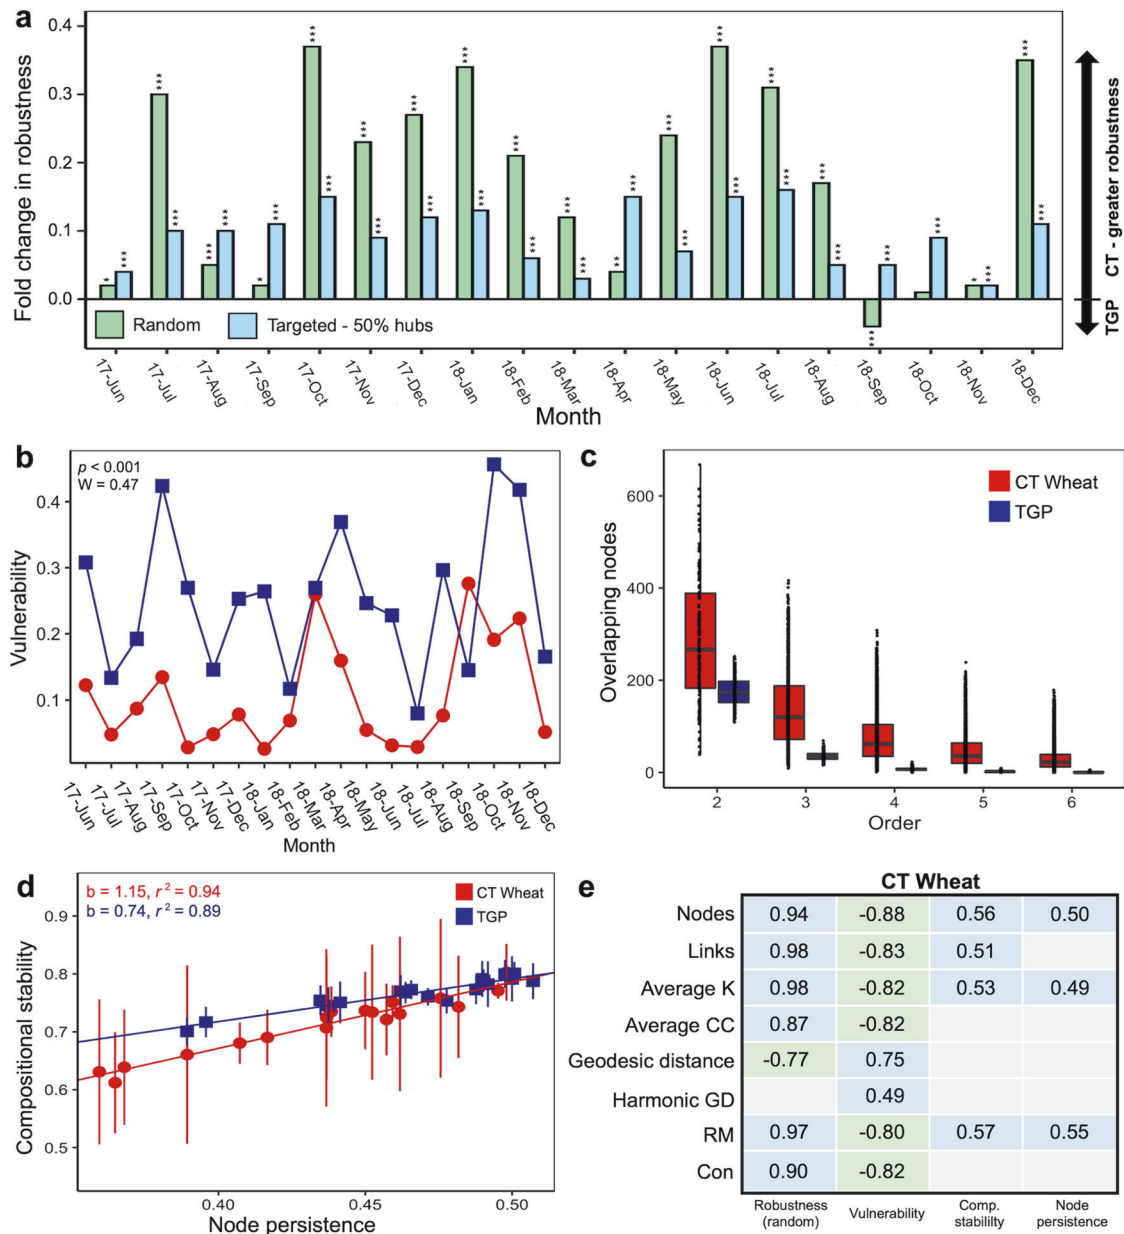 a
0.4
0.3
0.2
0.1
0.0
Fold change in robustness
* *** *** *** *** *** * *** *** *** *** *** *** *** *** *** *** *** *** *** ** *** *** *** *** *** *** *** *** *** *** *** *** * *** *** ***
Random
Targeted - 50% hubs
CT - greater robustness
TGP
17-Jun 17-Jul 17-Aug 17-Sep 17-Oct 17-Nov 17-Dec 18-Jan 18-Feb 18-Mar 18-Apr 18-May 18-Jun 18-Jul 18-Aug 18-Sep 18-Oct 18-Nov 18-Dec
Month
b
p < 0.001
W = 0.47
0.4
0.3
0.2
0.1
Vulnerability
17-Jun 17-Jul 17-Aug 17-Sep 17-Oct 17-Nov 17-Dec 18-Jan 18-Feb 18-Mar 18-Apr 18-May 18-Jun 18-Jul 18-Aug 18-Sep 18-Oct 18-Nov 18-Dec
Month
c
CT Wheat
TGP
600
400
200
0
Overlapping nodes
2 3 4 5 6
Order
d
b = 1.15, r² = 0.94
b = 0.74, r² = 0.89
CT Wheat
TGP
0.9
0.8
0.7
0.6
0.5
Compositional stability
0.40 0.45 0.50
Node persistence
e
CT Wheat
Nodes 0.94 -0.88 0.56 0.50
Links 0.98 -0.83 0.51
Average K 0.98 -0.82 0.53 0.49
Average CC 0.87 -0.82
Geodesic distance -0.77 0.75
Harmonic GD 0.49
RM 0.97 -0.80 0.57 0.55
Con 0.90 -0.82
Robustness Vulnerability Comp. Node
(random) stabililty persistence